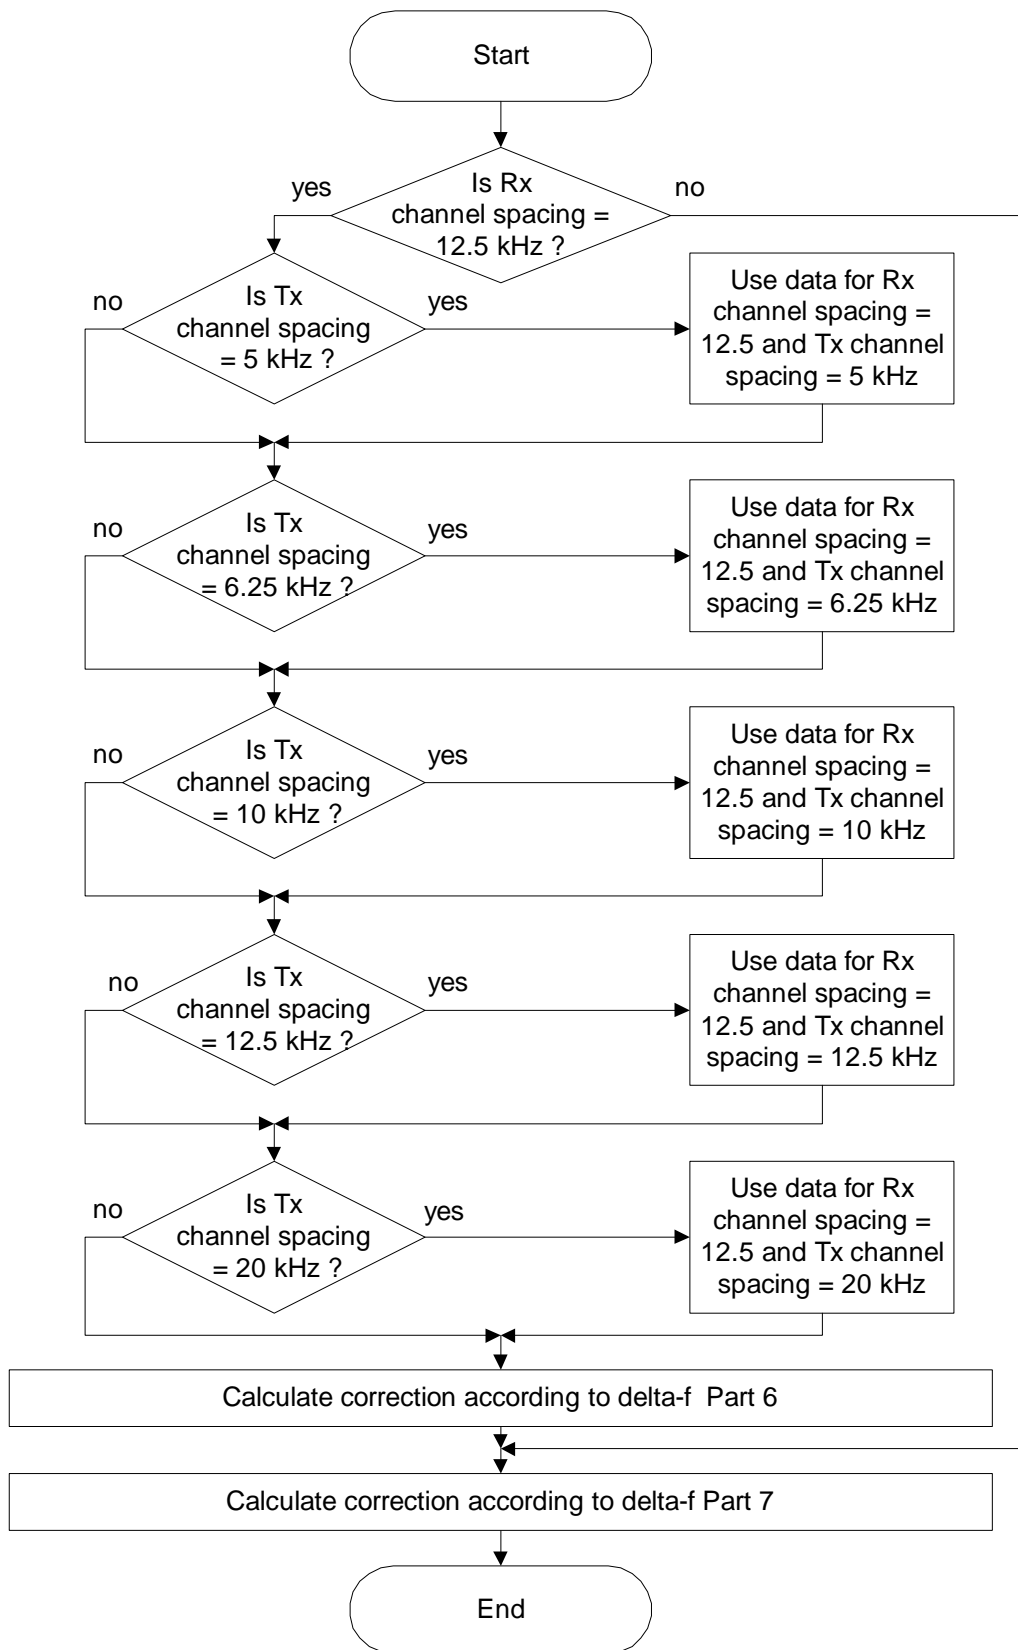 Start
yes
Is Rx
channel spacing =
12.5 kHz ?
no
no
Is Tx
channel spacing
= 5 kHz ?
yes
Use data for Rx
channel spacing =
12.5 and Tx channel
spacing = 5 kHz
no
Is Tx
channel spacing
= 6.25 kHz ?
yes
Use data for Rx
channel spacing =
12.5 and Tx channel
spacing = 6.25 kHz
no
Is Tx
channel spacing
= 10 kHz ?
yes
Use data for Rx
channel spacing =
12.5 and Tx channel
spacing = 10 kHz
no
Is Tx
channel spacing
= 12.5 kHz ?
yes
Use data for Rx
channel spacing =
12.5 and Tx channel
spacing = 12.5 kHz
no
Is Tx
channel spacing
= 20 kHz ?
yes
Use data for Rx
channel spacing =
12.5 and Tx channel
spacing = 20 kHz
Calculate correction according to delta-f  Part 6
Calculate correction according to delta-f Part 7
End